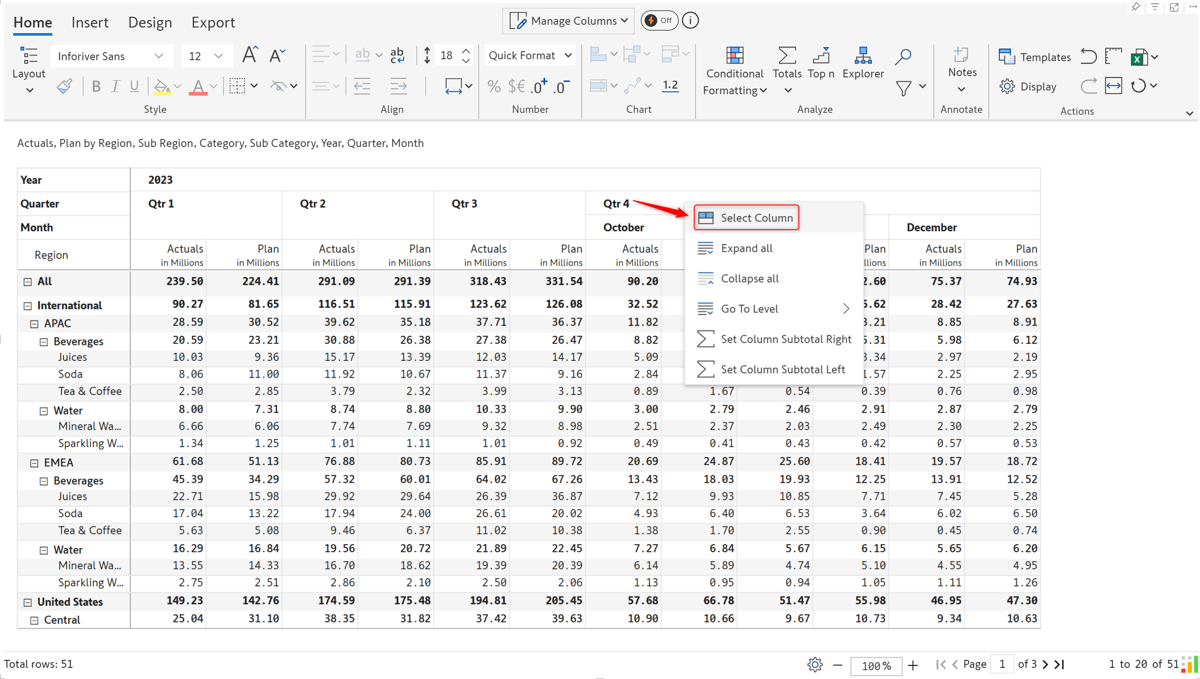 Home Insert Design Export Manage Columns Off
Layout Inforiver Sans 12 A A ab ab c 18 Quick Format Conditional Formatting Totals Top n Explorer Notes Templates
B I U A % $€ .0 .0 1.2 Display
Style Align Number Chart Analyze Annotate Actions
Actuals, Plan by Region, Sub Region, Category, Sub Category, Year, Quarter, Month
Year 2023
Quarter Qtr 1 Qtr 2 Qtr 3 Qtr 4
Month October December
Region Actuals Plan Actuals Plan Actuals Plan Actuals Plan Actuals Plan
in Millions in Millions in Millions in Millions in Millions in Millions in Millions llions in Millions in Millions
Select Column
Expand all
Collapse all
Go To Level
Set Column Subtotal Right
Set Column Subtotal Left
All 239.50 224.41 291.09 291.39 318.43 331.54 90.20 2.60 75.37 74.93
International 90.27 81.65 116.51 115.91 123.62 126.08 32.52 5.62 28.42 27.63
APAC 28.59 30.52 39.62 35.18 37.71 36.37 11.82 3.21 8.85 8.91
Beverages 20.59 23.21 30.88 26.38 27.38 26.47 8.82 5.31 5.98 6.12
Juices 10.03 9.36 15.17 13.39 12.03 14.17 5.09 3.34 2.97 2.19
Soda 8.06 11.00 11.92 10.67 11.37 9.16 2.84 1.57 2.25 2.95
Tea & Coffee 2.50 2.85 3.79 2.32 3.99 3.13 0.89 1.67 0.54 0.39 0.76 0.98
Water 8.00 7.31 8.74 8.80 10.33 9.90 3.00 2.79 2.46 2.91 2.87 2.79
Mineral Wa... 6.66 6.06 7.74 7.69 9.32 8.98 2.51 2.37 2.03 2.49 2.30 2.25
Sparkling W... 1.34 1.25 1.01 1.11 1.01 0.92 0.49 0.41 0.43 0.42 0.57 0.53
EMEA 61.68 51.13 76.88 80.73 85.91 89.72 20.69 24.87 25.60 18.41 19.57 18.72
Beverages 45.39 34.29 57.32 60.01 64.02 67.26 13.43 18.03 19.93 12.25 13.91 12.52
Juices 22.71 15.98 29.92 29.64 26.39 36.87 7.12 9.93 10.85 7.71 7.45 5.28
Soda 17.04 13.22 17.94 24.00 26.61 20.02 4.93 6.40 6.53 3.64 6.02 6.50
Tea & Coffee 5.63 5.08 9.46 6.37 11.02 10.38 1.38 1.70 2.55 0.90 0.45 0.74
Water 16.29 16.84 19.56 20.72 21.89 22.45 7.27 6.84 5.67 6.15 5.65 6.20
Mineral Wa... 13.55 14.33 16.70 18.62 19.39 20.39 6.14 5.89 4.74 5.10 4.55 4.95
Sparkling W... 2.75 2.51 2.86 2.10 2.50 2.06 1.13 0.95 0.94 1.05 1.11 1.26
United States 149.23 142.76 174.59 175.48 194.81 205.45 57.68 66.78 51.47 55.98 46.95 47.30
Central 25.04 31.10 38.35 31.82 37.42 39.63 10.90 10.66 9.67 10.73 9.34 10.63
Total rows: 51 100 % Page 1 of 3 1 to 20 of 51